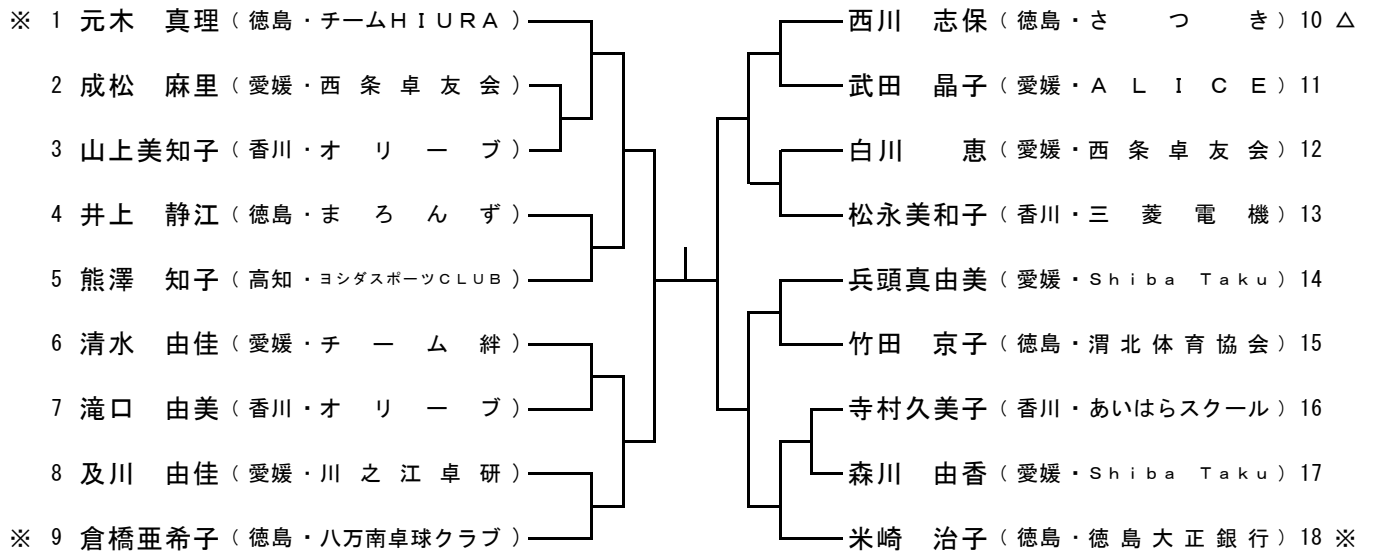 ※ 1 元木 真理(徳島・チームHIURA)
2 成松 麻里(愛媛・西条卓友会)
3 山上美知子(香川・オリーブ)
4 井上 静江(徳島・まろんず)
5 熊澤 知子(高知・ヨシダスポーツCLUB)
6 清水 由佳(愛媛・チーム絆)
7 滝口 由美(香川・オリーブ)
8 及川 由佳(愛媛・川之江卓研)
※ 9 倉橋亜希子(徳島・八万南卓球クラブ)
西川 志保(徳島・さつき)10 △
武田 晶子(愛媛・ALICE)11
白川 恵(愛媛・西条卓友会)12
松永美和子(香川・三菱電機)13
兵頭真由美(愛媛・Shiba Taku)14
竹田 京子(徳島・渭北体育協会)15
寺村久美子(香川・あいはらスクール)16
森川 由香(愛媛・Shiba Taku)17
米崎 治子(徳島・徳島大正銀行)18 ※